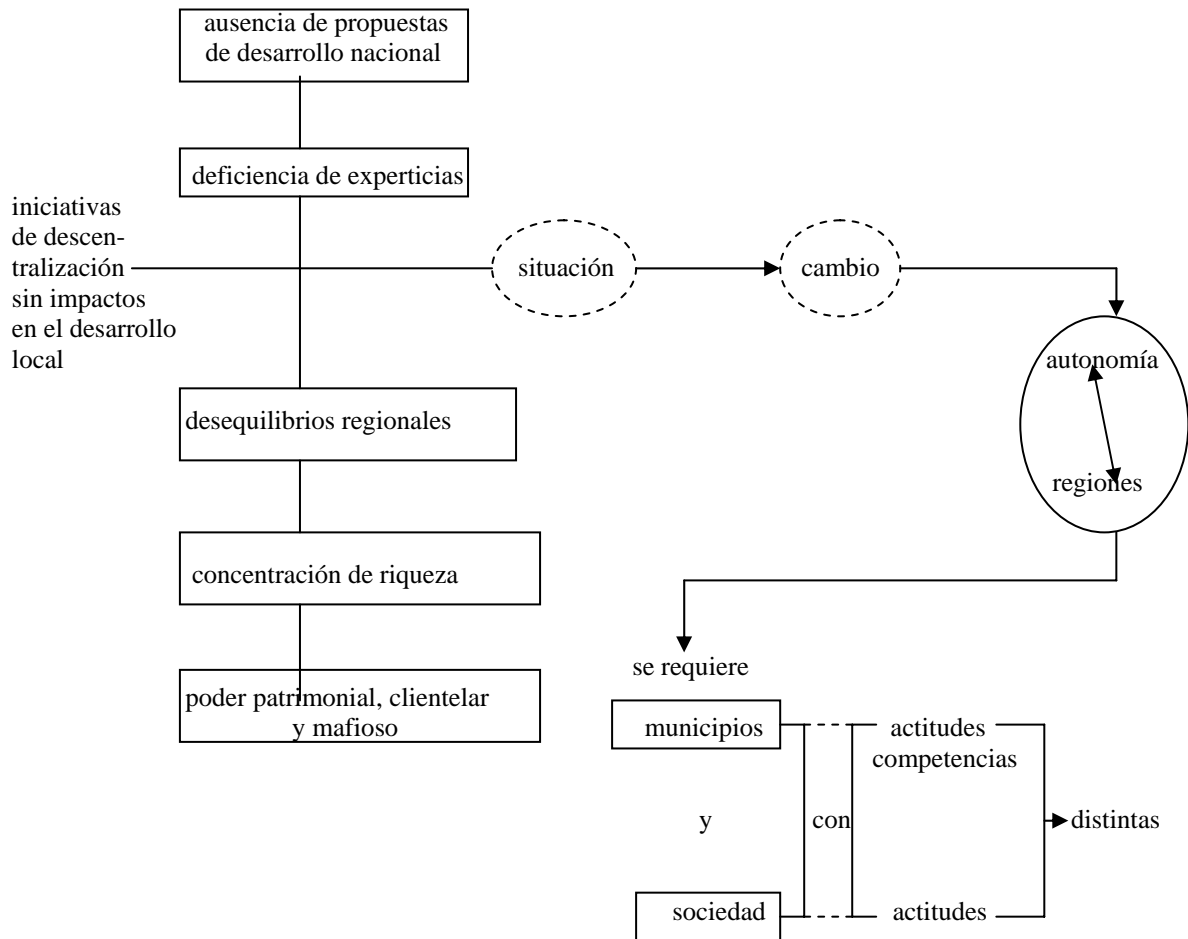 ausencia de propuestas
de desarrollo nacional
deficiencia de experticias
iniciativas
de descen-
tralización
sin impactos
en el desarrollo
local
situación
cambio
autonomía
regiones
desequilibrios regionales
concentración de riqueza
poder patrimonial, clientelar
y mafioso
se requiere
municipios
actitudes
competencias
y
con
distintas
sociedad
actitudes